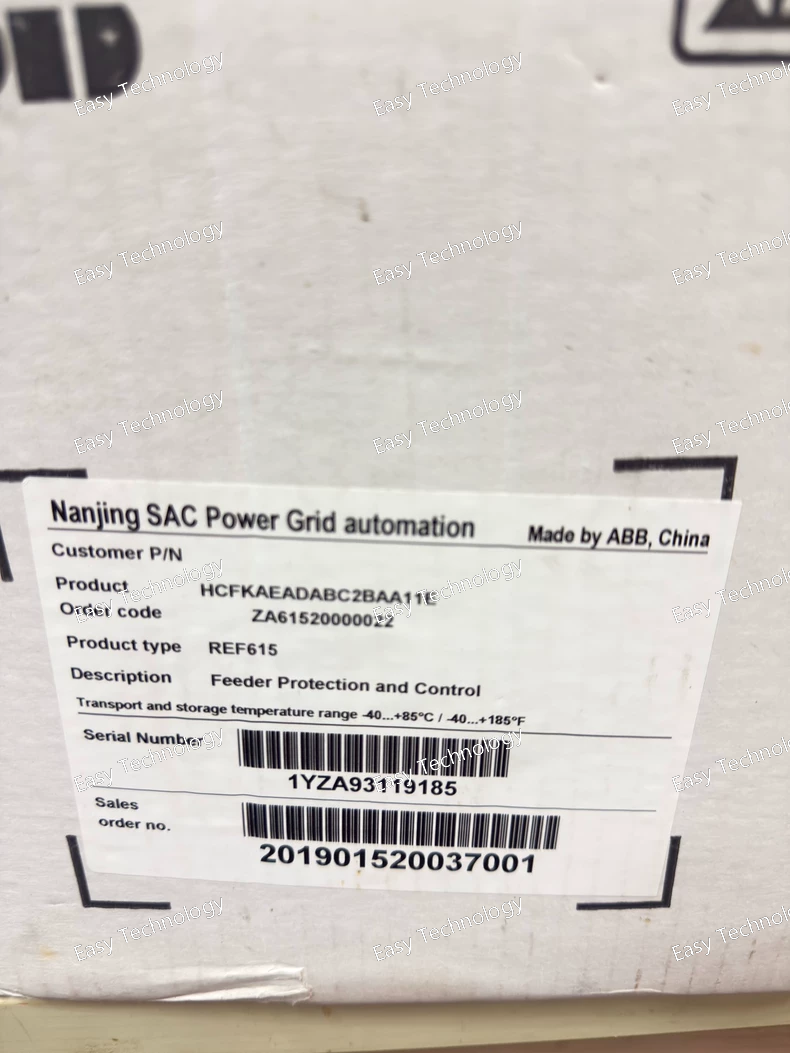 Nanjing SAC Power Grid automation Made by ABB, China
Customer P/N
Product HCFKAEADABC2BAA11E
Order code ZA61520000022
Product type REF615
Description Feeder Protection and Control
Transport and storage temperature range -40...+85°C / -40...+185°F
Serial Number
1YZA93119185
Sales
order no.
201901520037001
Easy Technology